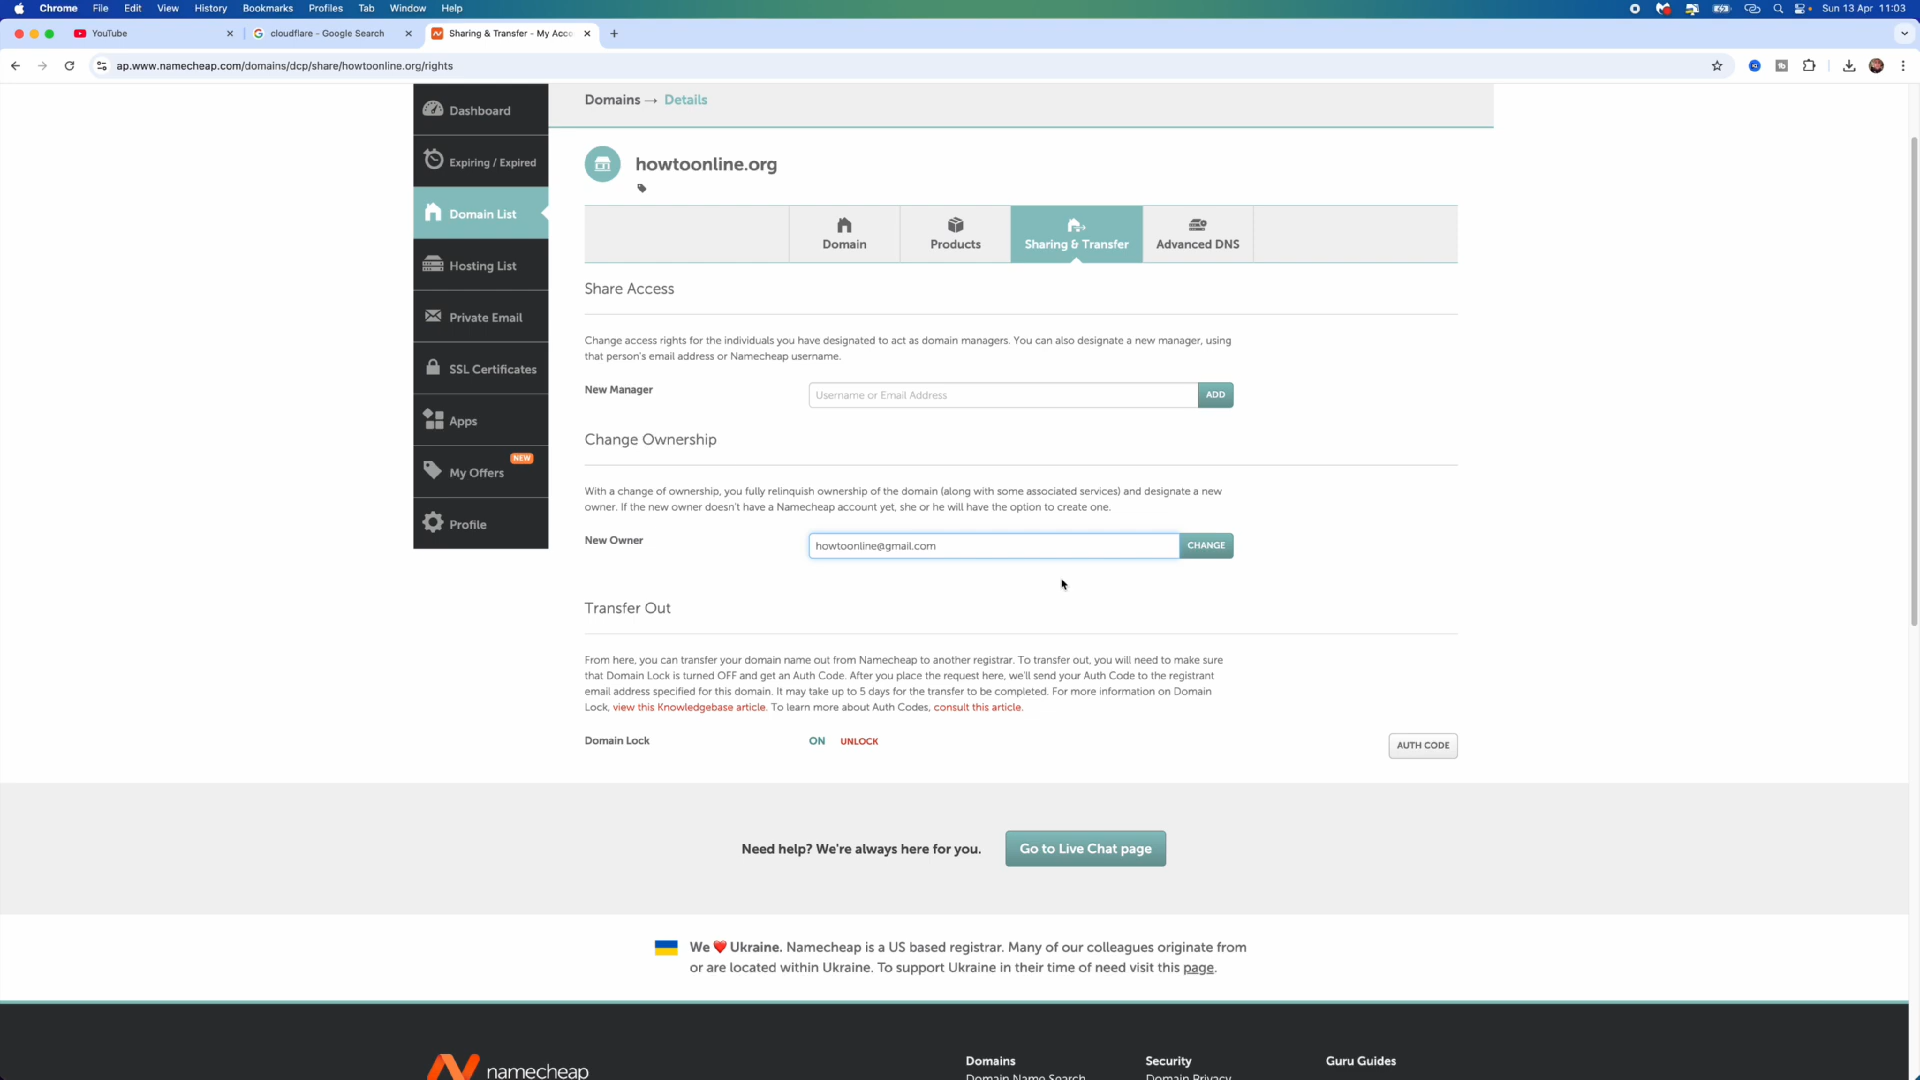 Chrome File Edit View History Bookmarks Profiles Tab Window Help Sun 13 Apr 11:03
YouTube
cloudflare - Google Search
Sharing & Transfer - My Acco
ap.www.namecheap.com/domains/dcp/share/howtoonline.org/rights
Dashboard
Expiring / Expired
Domain List
Hosting List
Private Email
SSL Certificates
Apps
My Offers NEW
Profile
Domains → Details
howtoonline.org
Domain
Products
Sharing & Transfer
Advanced DNS
Share Access
Change access rights for the individuals you have designated to act as domain managers. You can also designate a new manager, using
that person's email address or Namecheap username.
New Manager
Username or Email Address
ADD
Change Ownership
With a change of ownership, you fully relinquish ownership of the domain (along with some associated services) and designate a new
owner. If the new owner doesn't have a Namecheap account yet, she or he will have the option to create one.
New Owner
howtoonline@gmail.com
CHANGE
Transfer Out
From here, you can transfer your domain name out from Namecheap to another registrar. To transfer out, you will need to make sure
that Domain Lock is turned OFF and get an Auth Code. After you place the request here, we'll send your Auth Code to the registrant
email address specified for this domain. It may take up to 5 days for the transfer to be completed. For more information on Domain
Lock, view this Knowledgebase article. To learn more about Auth Codes, consult this article.
Domain Lock
ON UNLOCK
AUTH CODE
Need help? We're always here for you.
Go to Live Chat page
We ❤️ Ukraine. Namecheap is a US based registrar. Many of our colleagues originate from
or are located within Ukraine. To support Ukraine in their time of need visit this page.
namecheap
Domains
Domain Name Search
Security
Domain Privacy
Guru Guides